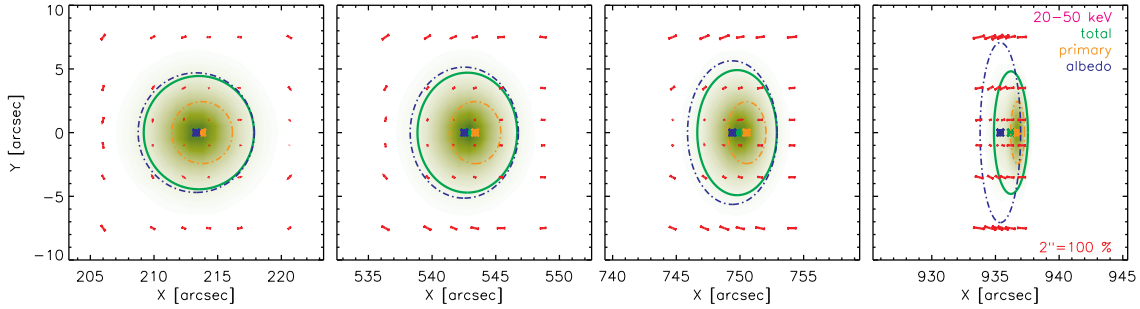 20−50 keV
total
primary
albedo
10
5
0
−5
−10
Y [arcsec]
2"=100 %
205 210 215 220
535 540 545 550
740 745 750 755
930 935 940 945
X [arcsec]
X [arcsec]
X [arcsec]
X [arcsec]